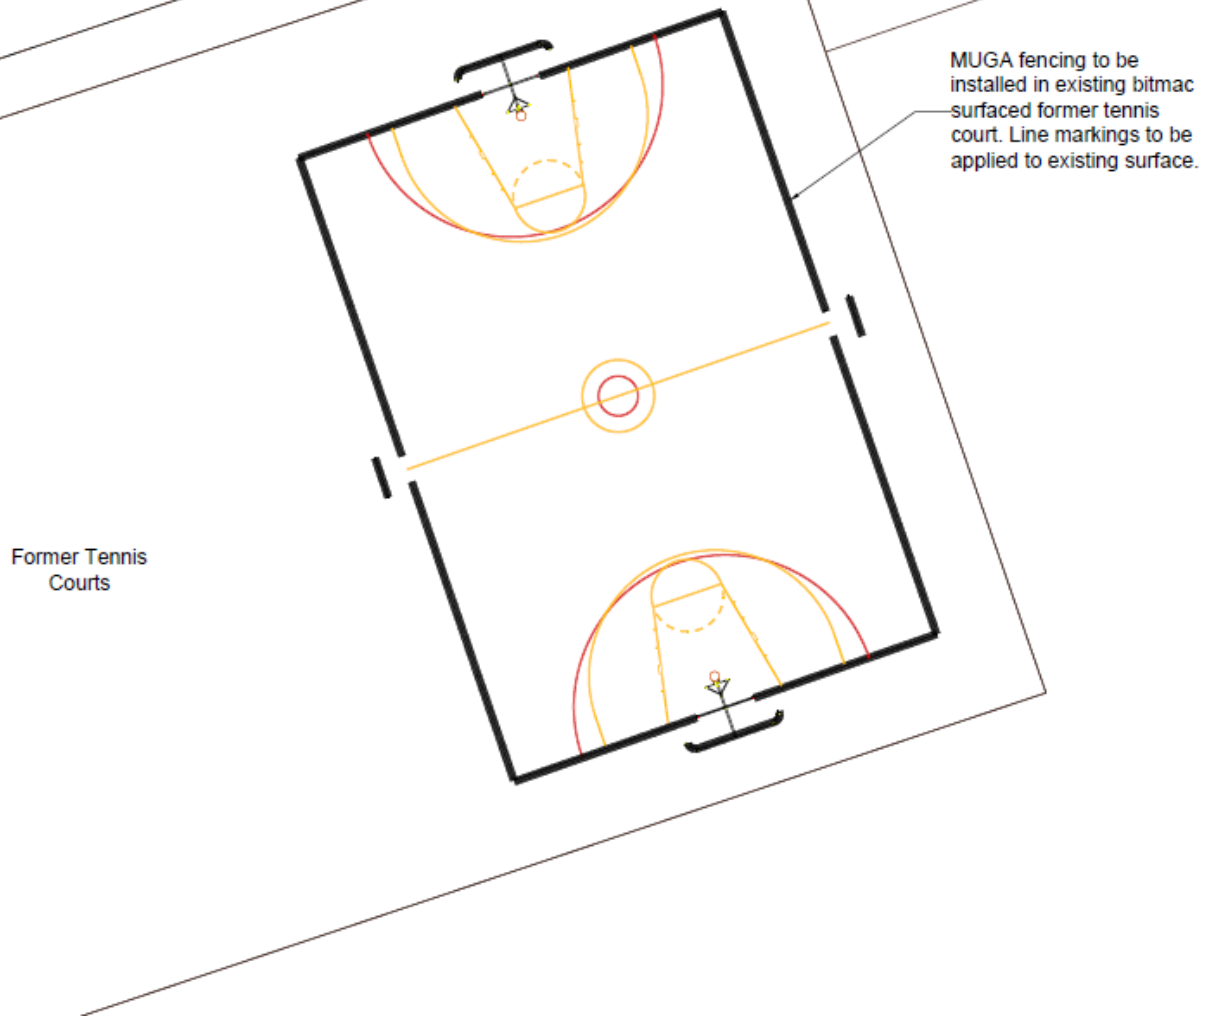 MUGA fencing to be
installed in existing bitmac
surfaced former tennis
court. Line markings to be
applied to existing surface.
Former Tennis
Courts